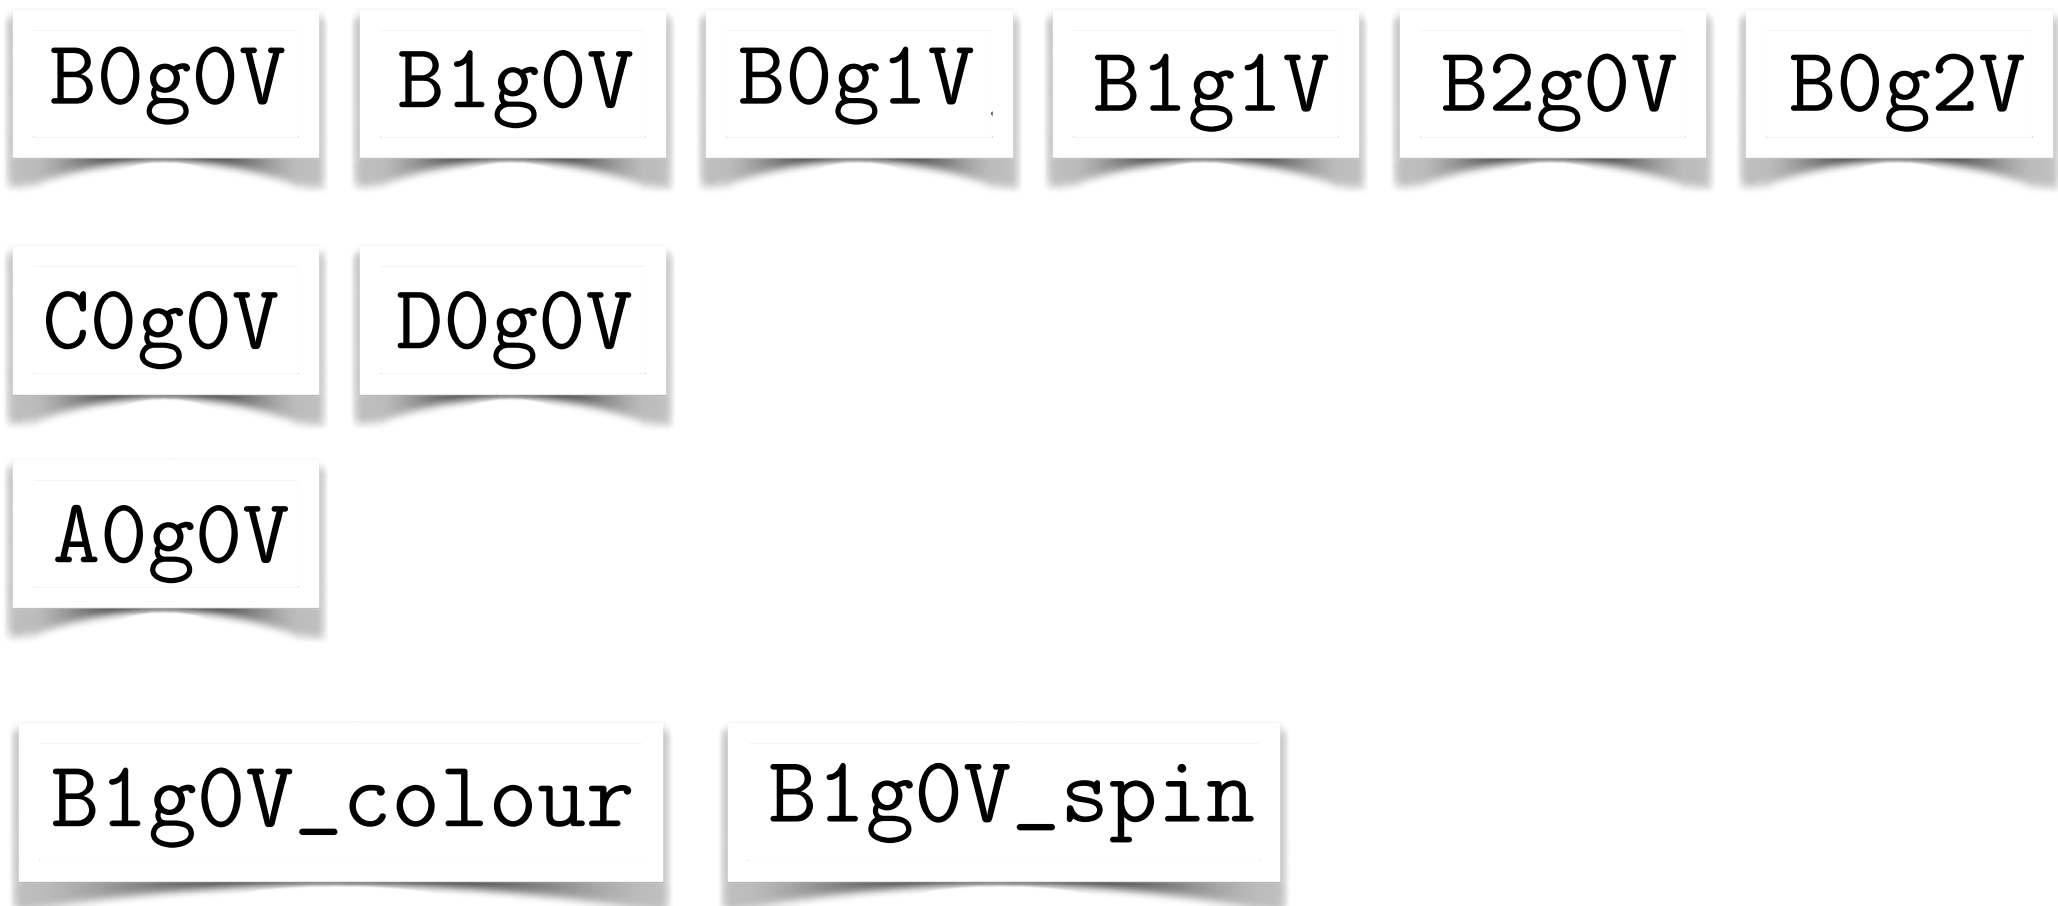 B0g0V B1g0V B0g1V B1g1V B2g0V B0g2V
C0g0V D0g0V
A0g0V
B1g0V_colour B1g0V_spin